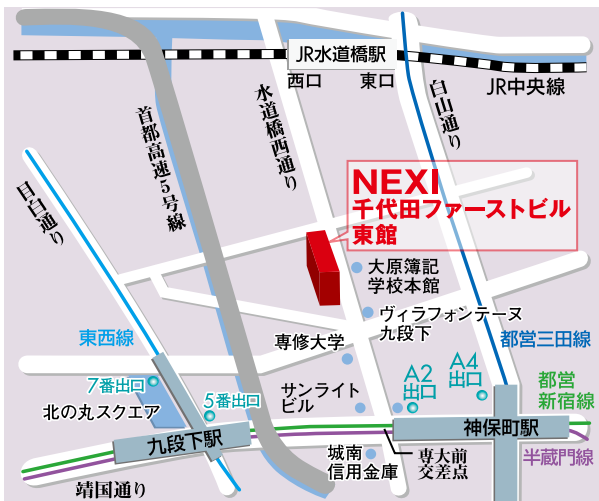 JR水道橋駅
西口
東口
JR中央線
水道橋西通り
白山通り
首都高速5号線
目白通り
NEXI
千代田ファーストビル
東館
大原簿記
学校本館
ヴィラフォンテーヌ
九段下
専修大学
東西線
都営三田線
7番出口
5番出口
A2
出口
A4
出口
都営
新宿線
北の丸スクエア
サンライト
ビル
九段下駅
神保町駅
半蔵門線
城南
信用金庫
専大前
交差点
靖国通り